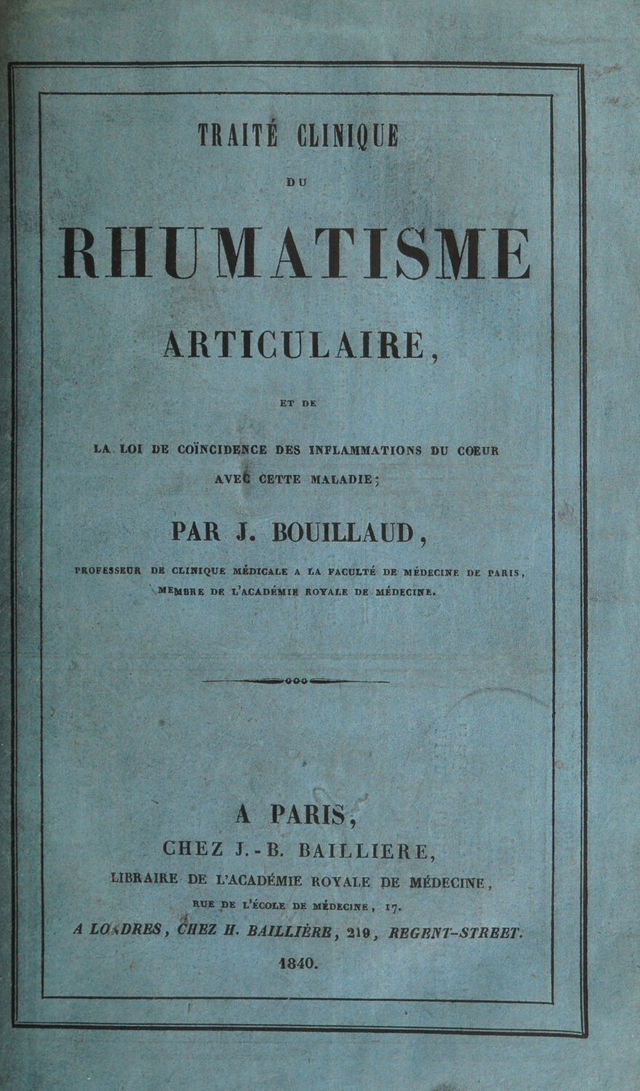 TRAITÉ CLINIQUE
DU
RHUMATISME
ARTICULAIRE,
ET DE
LA LOI DE COÏNCIDENCE DES INFLAMMATIONS DU COEUR
AVEC CETTE MALADIE;
PAR J. BOUILLAUD,
PROFESSEUR DE CLINIQUE MÉDICALE A LA FACULTÉ DE MÉDECINE DE PARIS,
MEMBRE DE L'ACADÉMIE ROYALE DE MÉDECINE.
A PARIS,
CHEZ J.-B. BAILLIERE,
LIBRAIRE DE L'ACADÉMIE ROYALE DE MÉDECINE,
RUE DE L'ÉCOLE DE MÉDECINE, 17.
A LONDRES, CHEZ H. BAILLIÈRE, 219, REGENT-STREET.
1840.